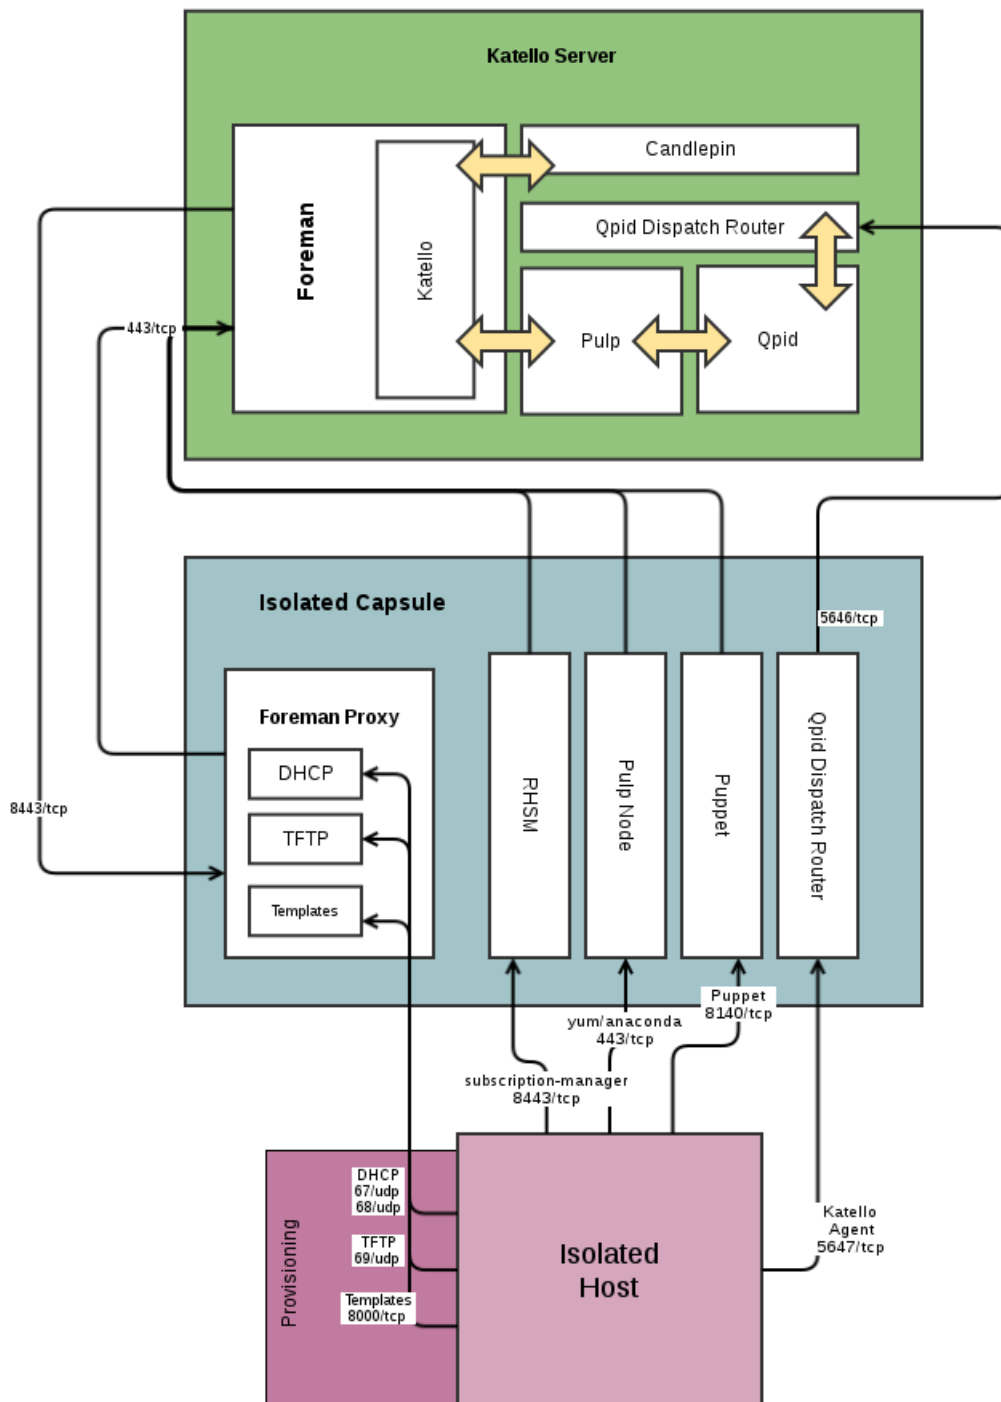 Katello Server
Foreman
Katello
Candlepin
Qpid Dispatch Router
Pulp
Qpid
443/tcp
Isolated Capsule
5646/tcp
Foreman Proxy
DHCP
TFTP
Templates
RHSM
Pulp Node
Puppet
Qpid Dispatch
Router
8443/tcp
Puppet
8140/tcp
yum/anaconda
443/tcp
subscription-manager
8443/tcp
Provisioning
DHCP
67/udp
68/udp
TFTP
69/udp
Templates
8000/tcp
Isolated
Host
Katello
Agent
5647/tcp